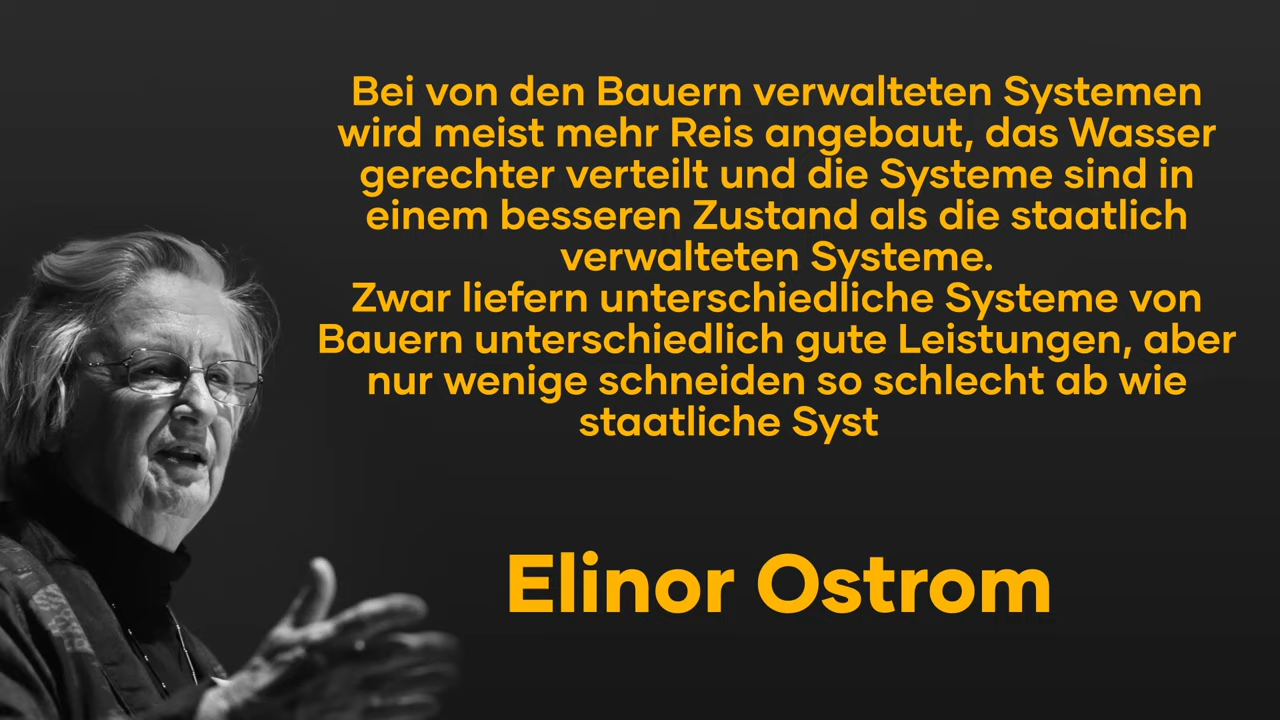 Bei von den Bauern verwalteten Systemen
wird meist mehr Reis angebaut, das Wasser
gerechter verteilt und die Systeme sind in
einem besseren Zustand als die staatlich
verwalteten Systeme.
Zwar liefern unterschiedliche Systeme von
Bauern unterschiedlich gute Leistungen, aber
nur wenige schneiden so schlecht ab wie
staatliche Syst
Elinor Ostrom